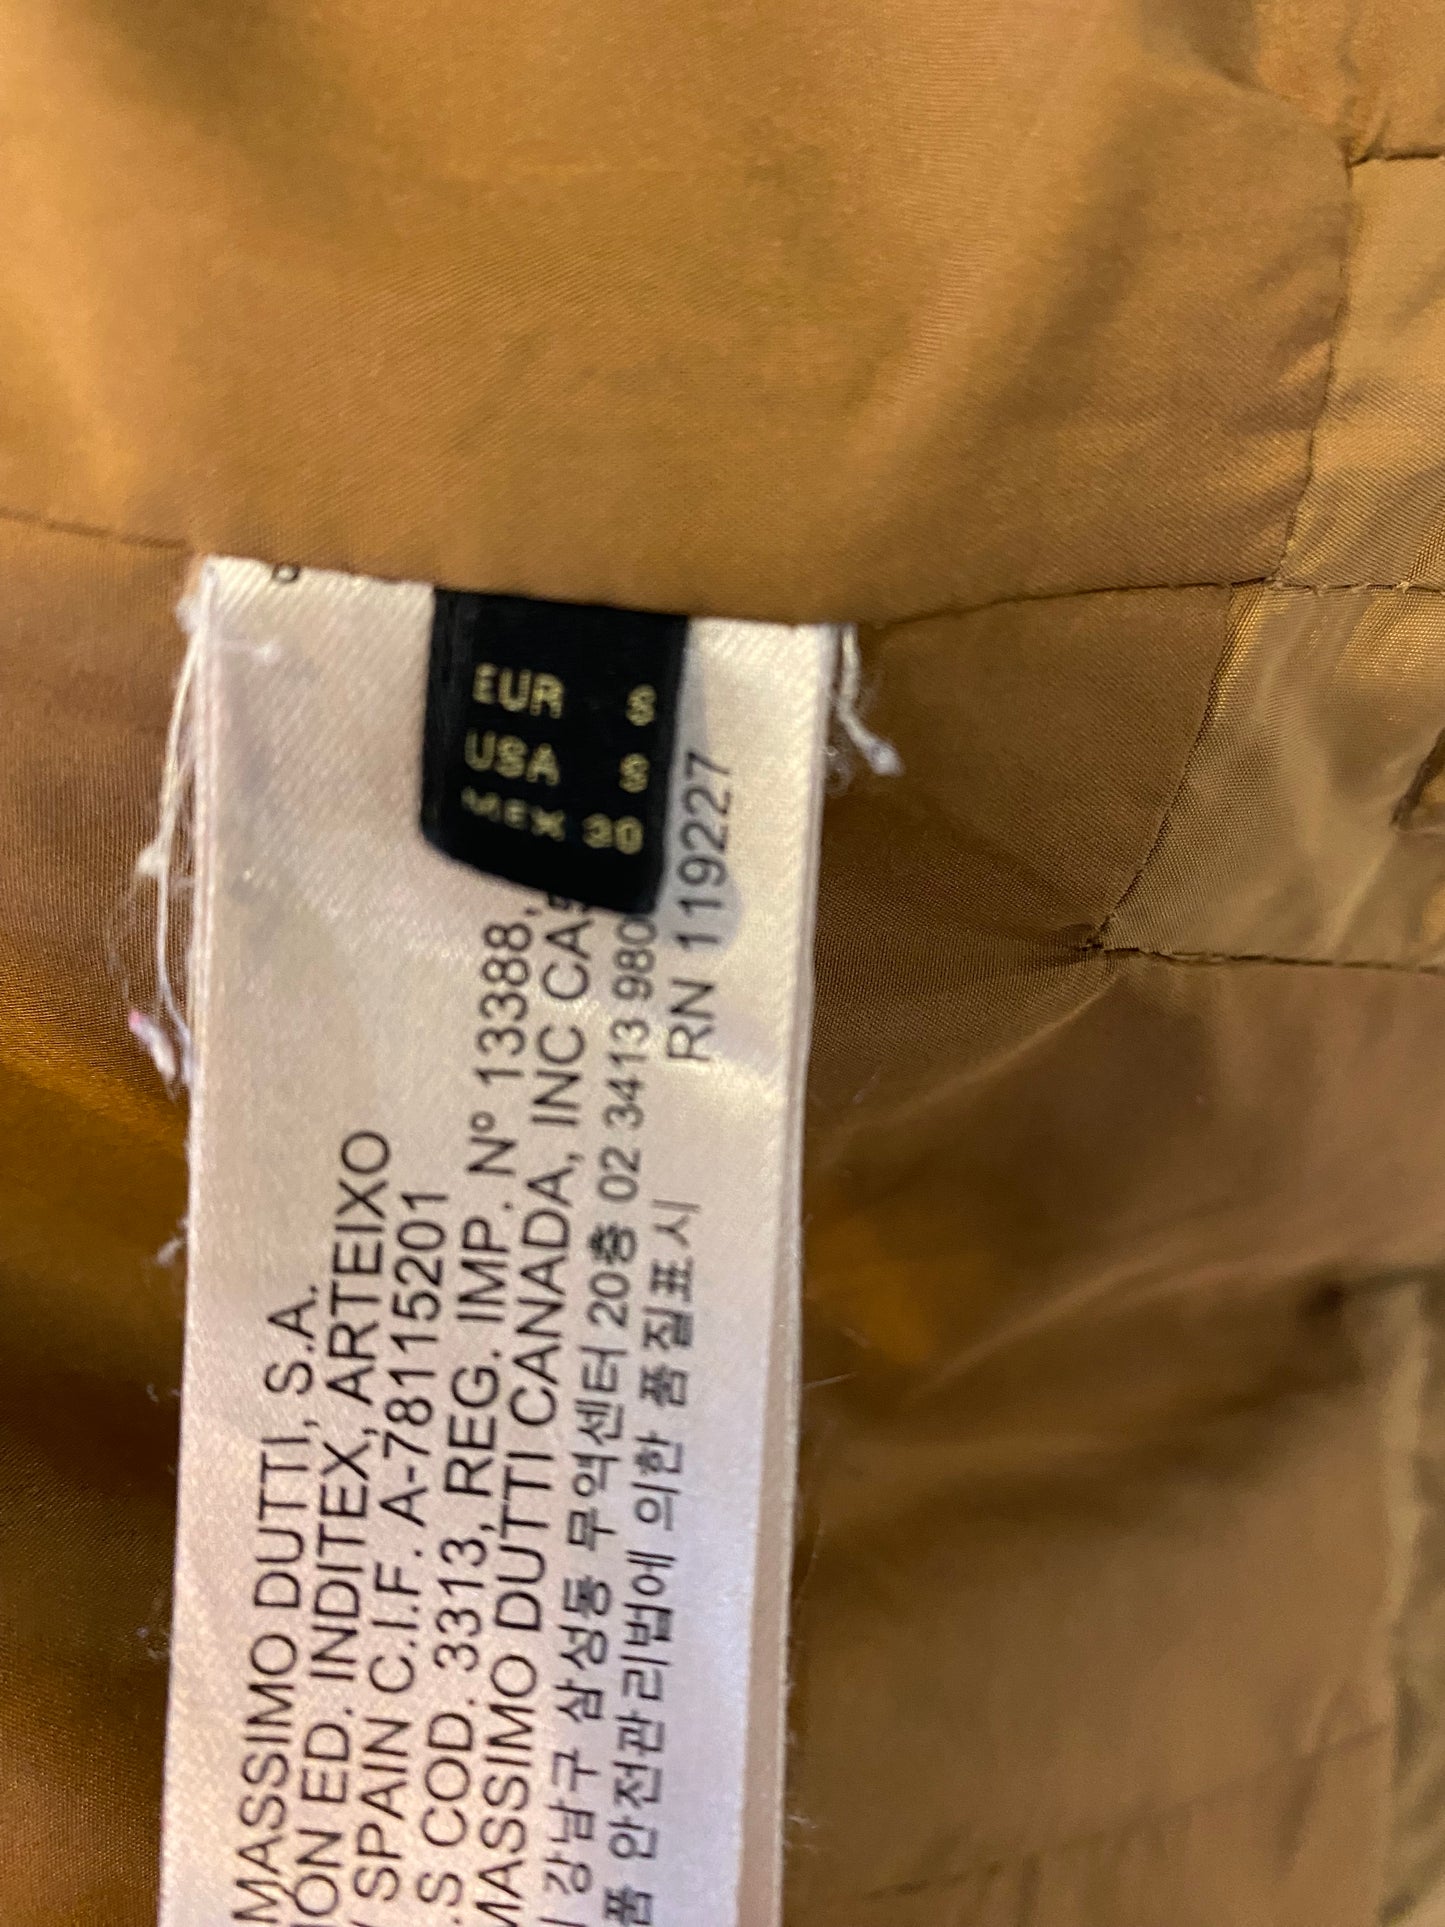 EUR S
USA S
MEX 30
MASSIMO DUTTI, S.A.
ED. INDITEX, ARTEIXO
SPAIN C.I.F. A-78115201
COD. 3313, REG. IMP. Nº 13388,
MASSIMO DUTTI CANADA, INC
강남구 삼성동 무역센터 20층 02 3413 980
안전관리법에 의한 품질표시
RN 119227